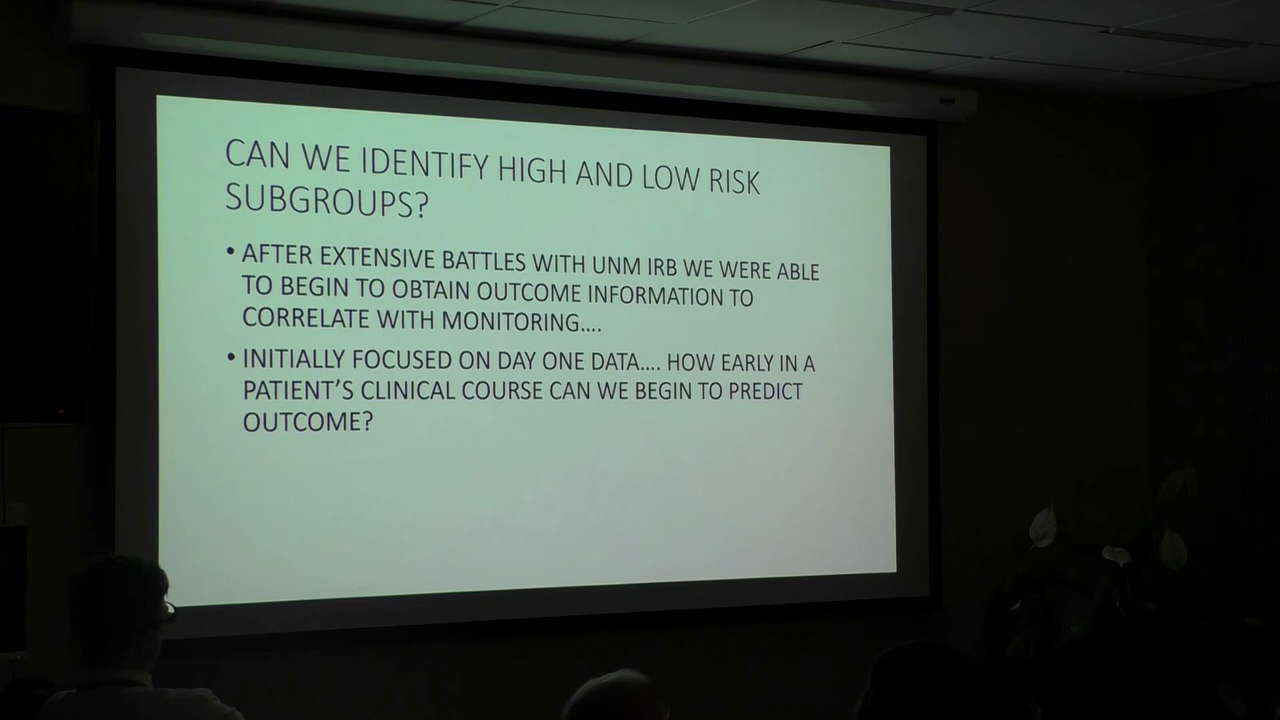 CAN WE IDENTIFY HIGH AND LOW RISK
SUBGROUPS?
• AFTER EXTENSIVE BATTLES WITH UNM IRB WE WERE ABLE
TO BEGIN TO OBTAIN OUTCOME INFORMATION TO
CORRELATE WITH MONITORING....
• INITIALLY FOCUSED ON DAY ONE DATA.... HOW EARLY IN A
PATIENT'S CLINICAL COURSE CAN WE BEGIN TO PREDICT
OUTCOME?